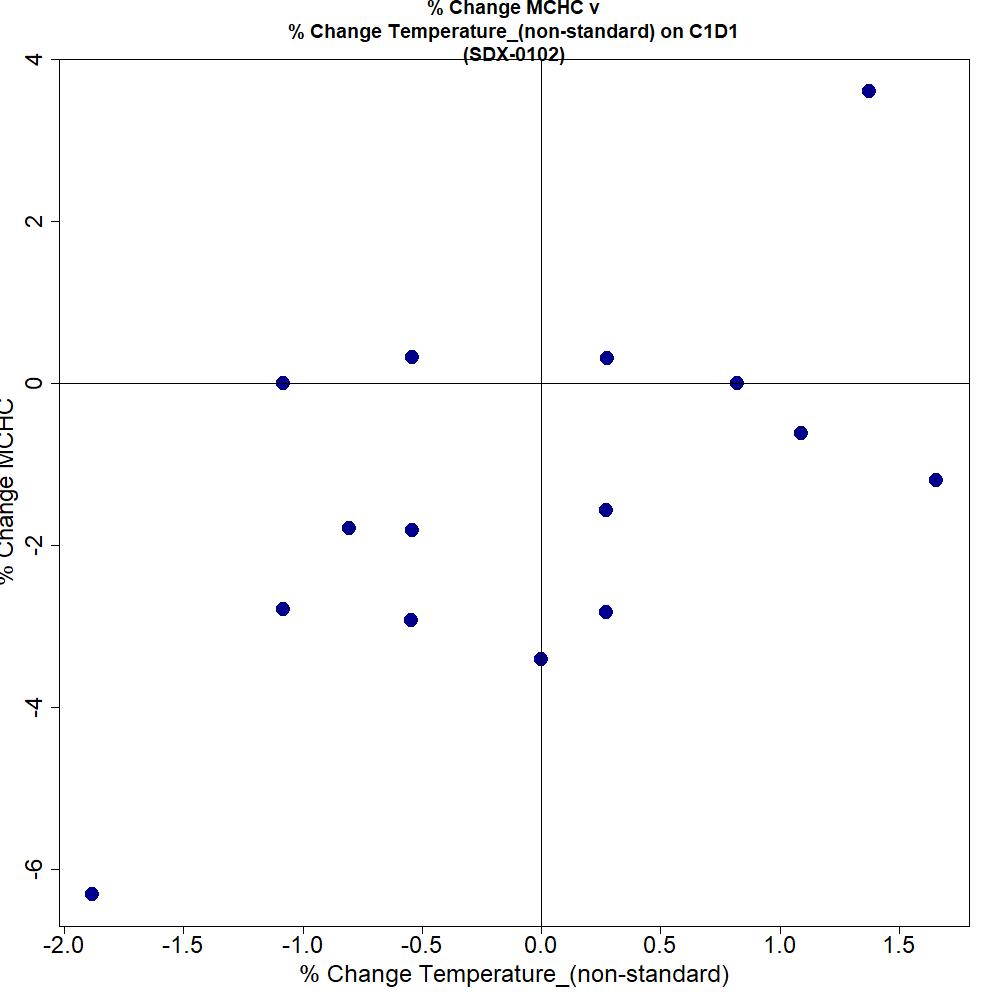 % Change MCHC v
% Change Temperature_(non-standard) on C1D1
(SDX-0102)
4
2
0
-2
-4
-6
% Change MCHC
-2.0 -1.5 -1.0 -0.5 0.0 0.5 1.0 1.5
% Change Temperature_(non-standard)